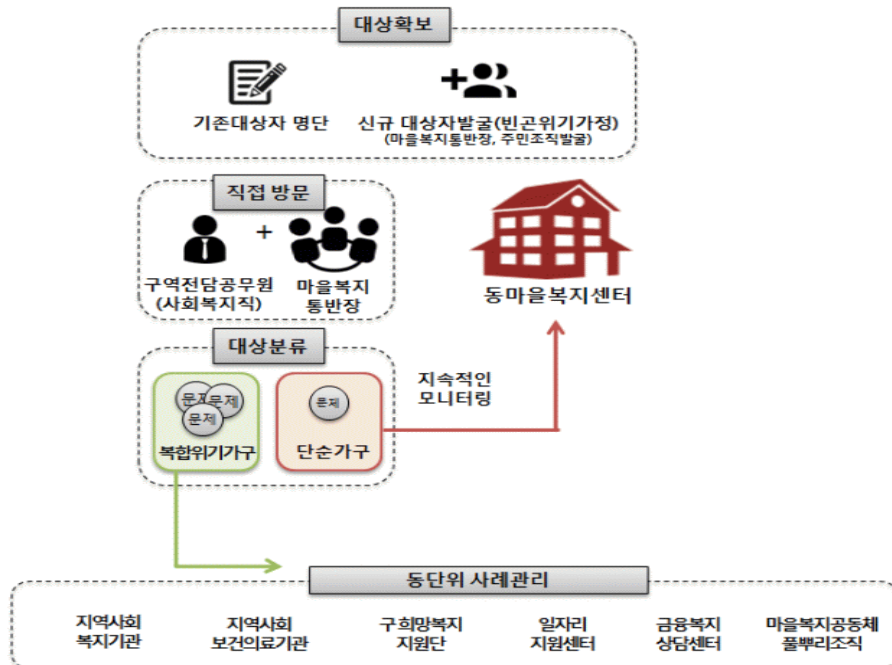 대상확보
기존대상자 명단
신규 대상자발굴(빈곤위기가정)
(마을복지통반장, 주민조직발굴)
직접 방문
+
구역전담공무원
(사회복지직)
마을복지
통반장
동마을복지센터
대상분류
문제
문제
문제
복합위기가구
문제
단순가구
지속적인
모니터링
동단위 사례관리
지역사회
복지기관
지역사회
보건의료기관
구 희망복지
지원단
일자리
지원센터
금융복지
상담센터
마을복지공동체
풀뿌리조직